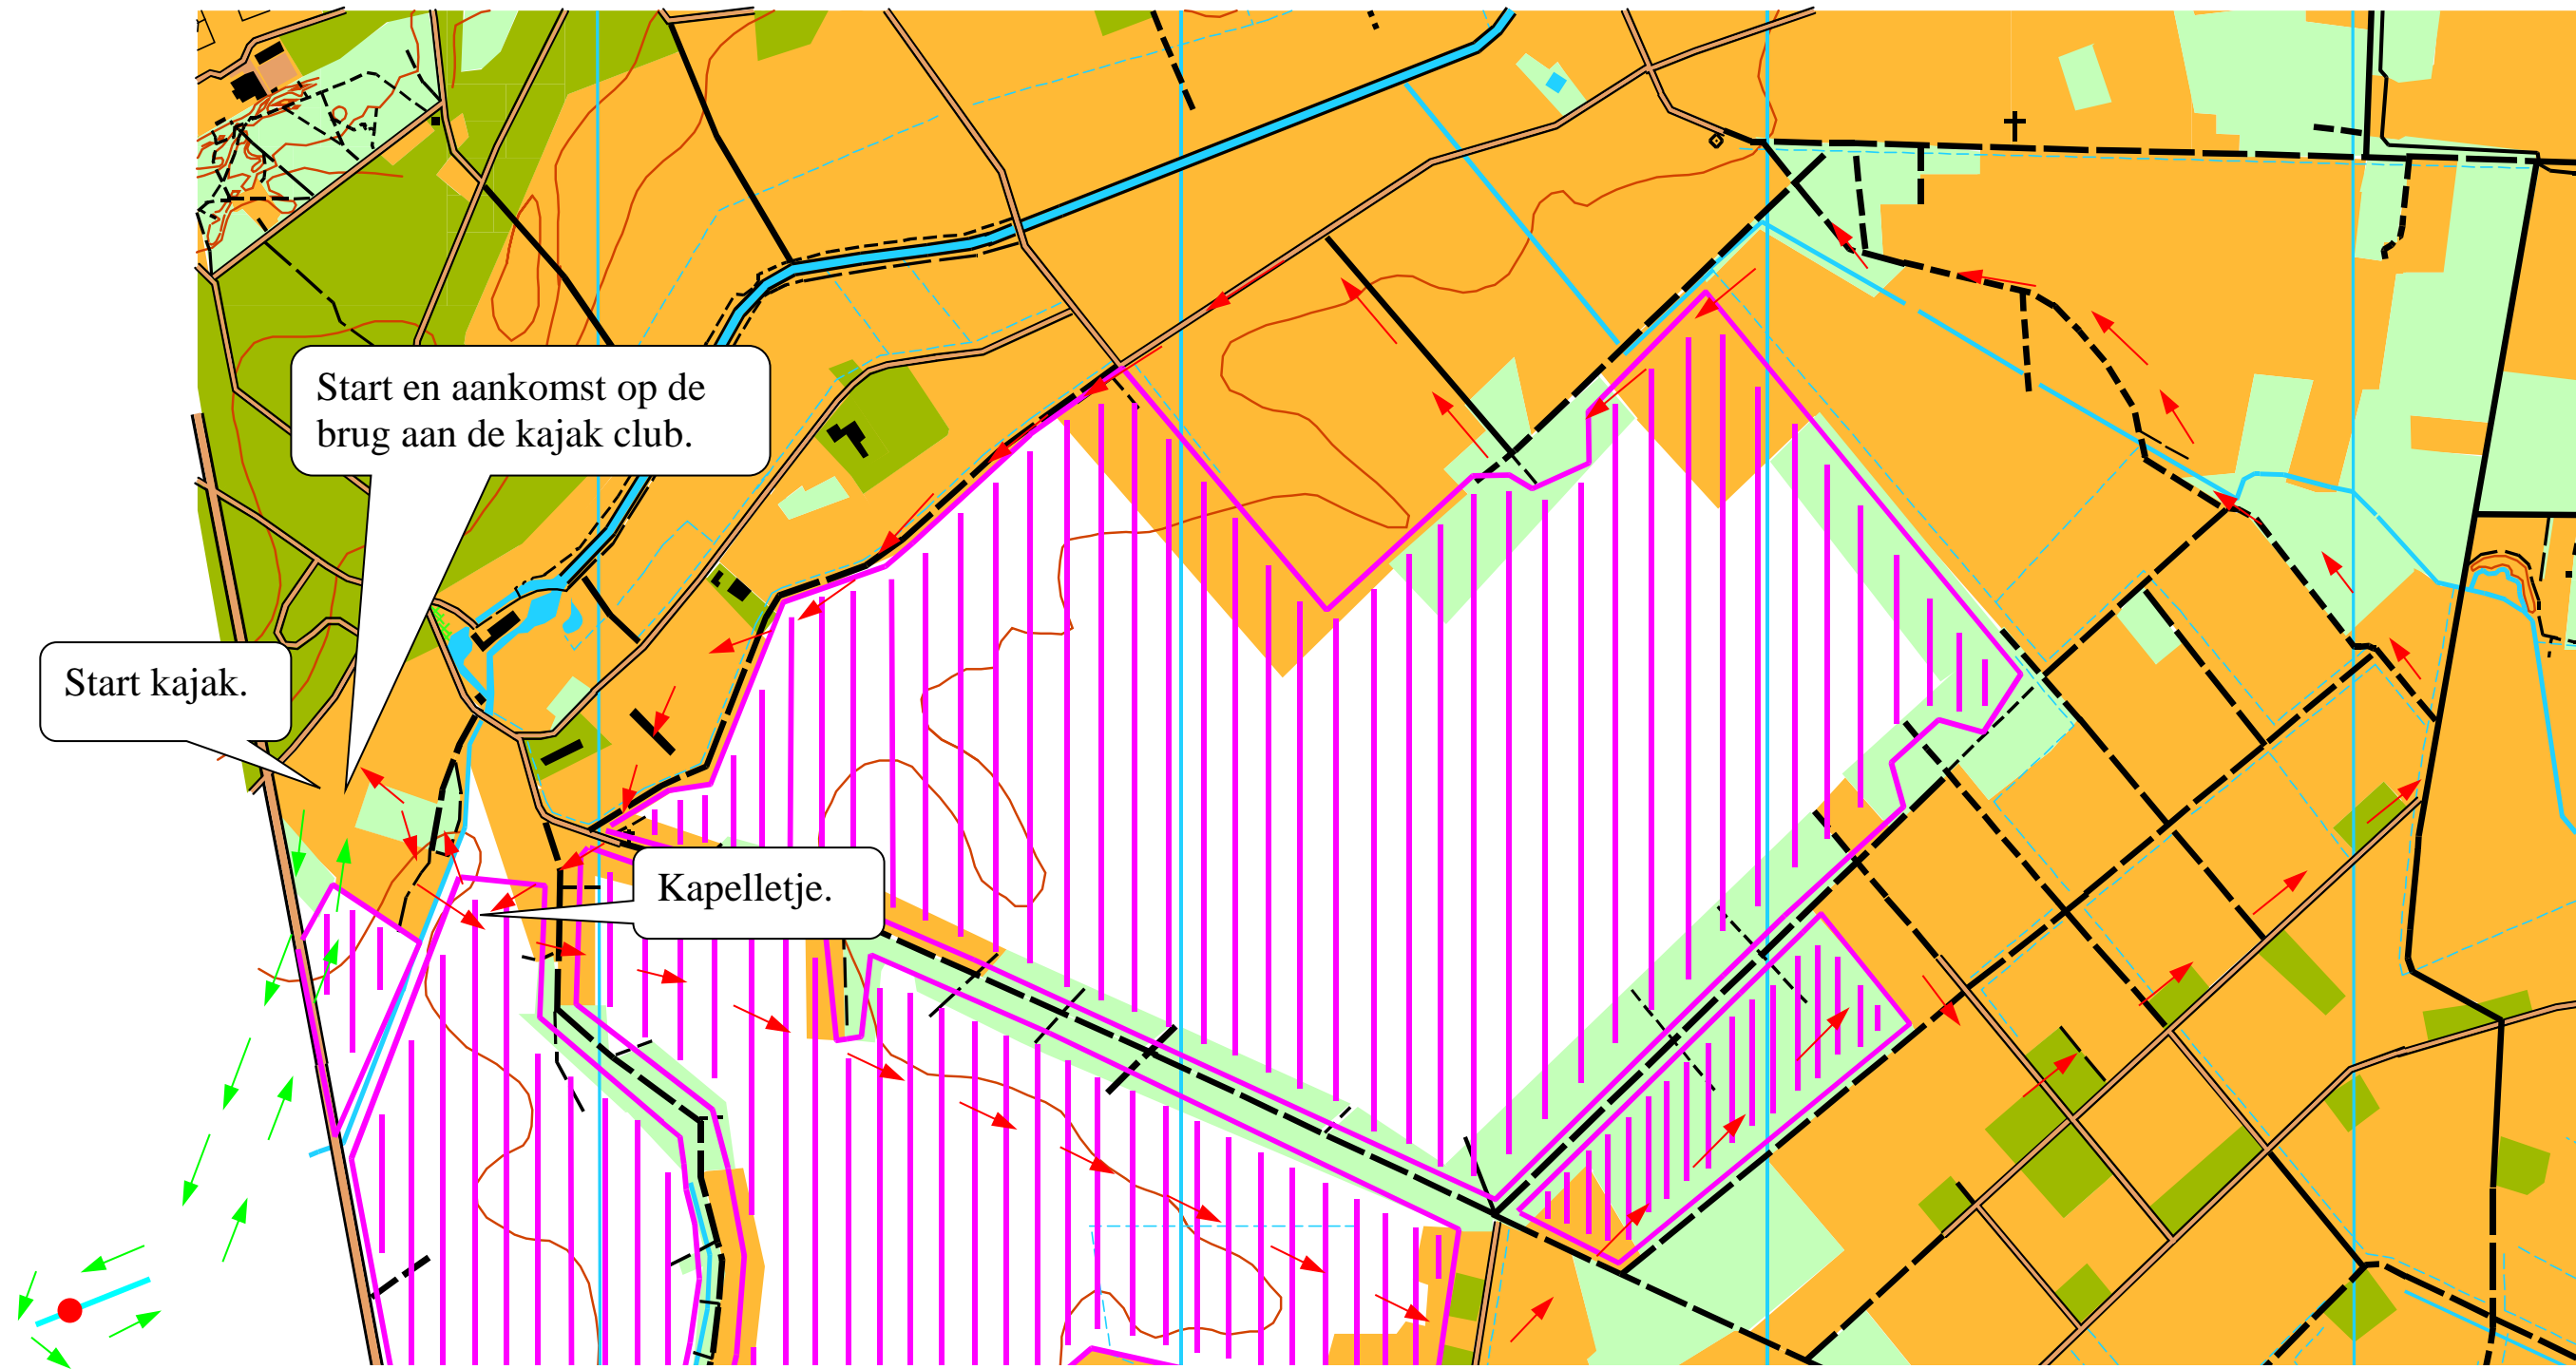 Start en aankomst op de
brug aan de kajak club.
Start kajak.
Kapelletje.